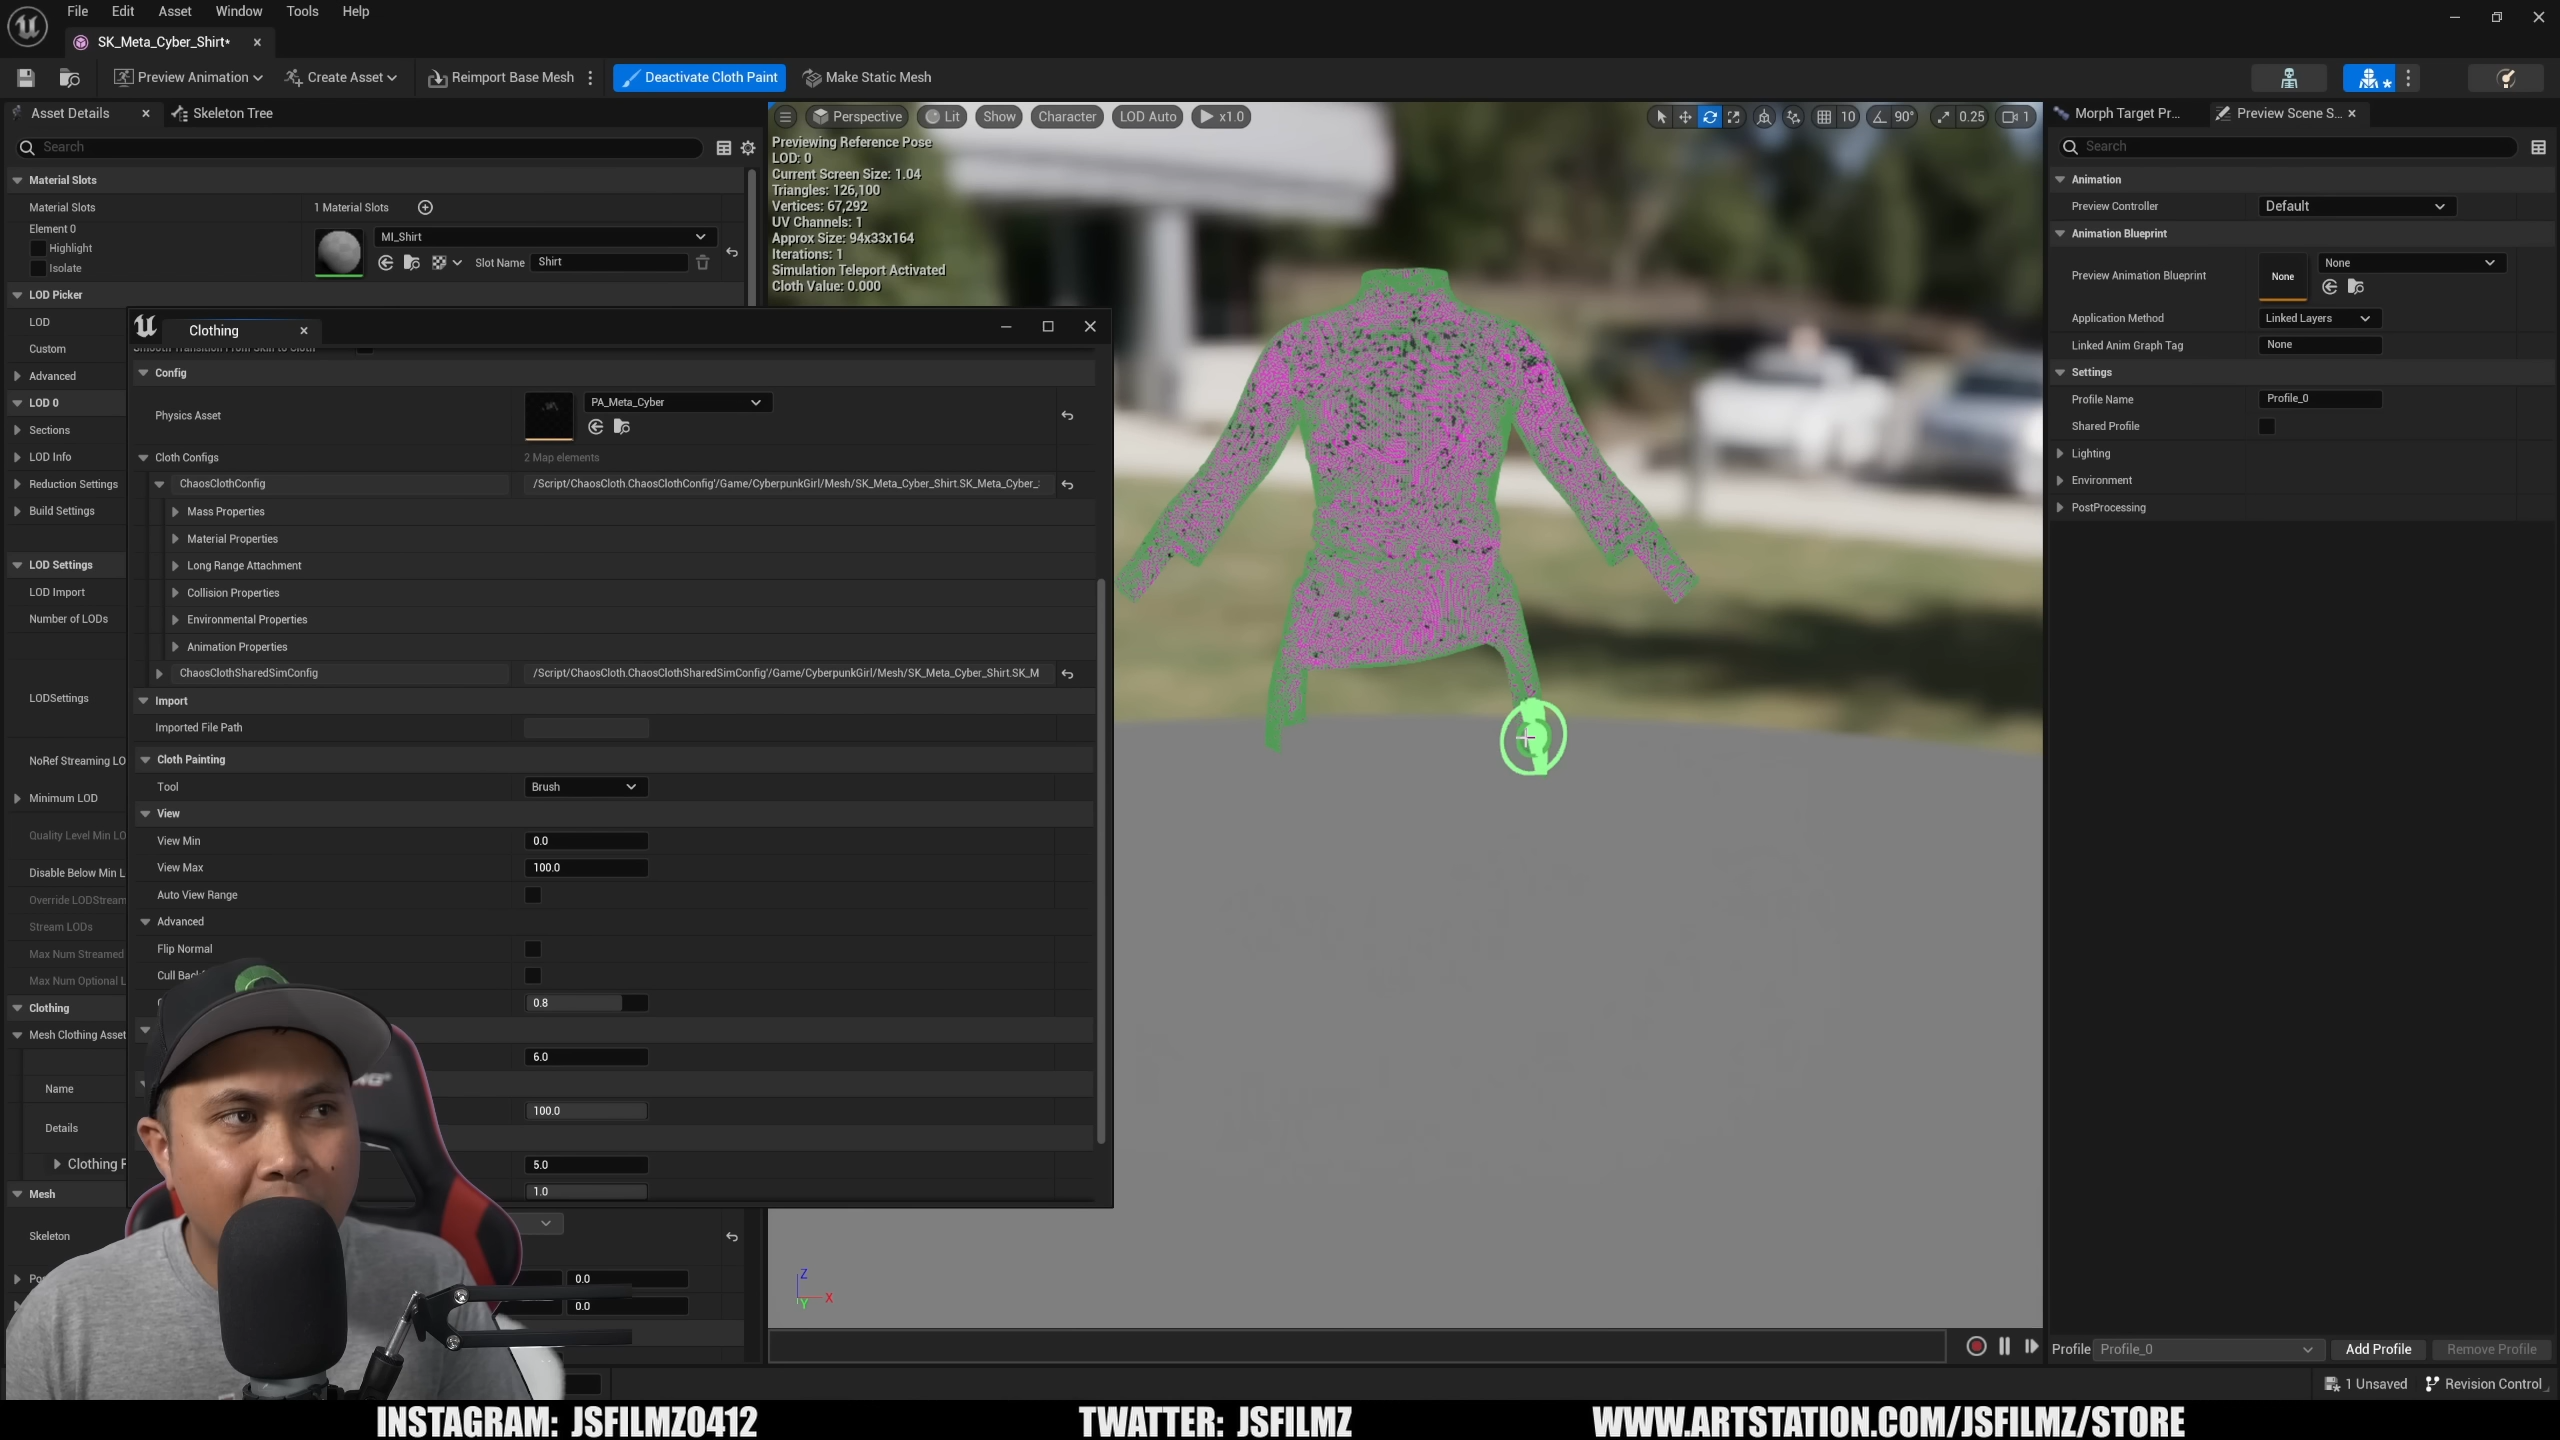 File Edit Asset Window Tools Help
SK_Meta_Cyber_Shirt*
Preview Animation Create Asset Reimport Base Mesh Deactivate Cloth Paint Make Static Mesh
Asset Details Skeleton Tree
Search
Material Slots
Material Slots 1 Material Slots
Element 0
Highlight
Isolate
MI_Shirt
Slot Name Shirt
LOD Picker
LOD
Custom
Advanced
LOD 0
Sections
LOD Info
Reduction Settings
Build Settings
LOD Settings
LOD Import
Number of LODs
LODSettings
NoRef Streaming LO
Minimum LOD
Quality Level Min LO
Disable Below Min L
Override LODStream
Stream LODs
Max Num Streamed
Max Num Optional L
Clothing
Mesh Clothing Asset
Name
Details
Clothing F
Mesh
Skeleton
0.0
0.0
Clothing
Smooth Transition From Skin to Cloth
Config
Physics Asset PA_Meta_Cyber
Cloth Configs 2 Map elements
ChaosClothConfig /Script/ChaosCloth.ChaosClothConfig'/Game/CyberpunkGirl/Mesh/SK_Meta_Cyber_Shirt.SK_Meta_Cyber_
Mass Properties
Material Properties
Long Range Attachment
Collision Properties
Environmental Properties
Animation Properties
ChaosClothSharedSimConfig /Script/ChaosCloth.ChaosClothSharedSimConfig'/Game/CyberpunkGirl/Mesh/SK_Meta_Cyber_Shirt.SK_M
Import
Imported File Path
Cloth Painting
Tool Brush
View
View Min 0.0
View Max 100.0
Auto View Range
Advanced
Flip Normal
Cull Bac
0.8
6.0
100.0
5.0
1.0
Perspective Lit Show Character LOD Auto x1.0
10 90° 0.25 1
Previewing Reference Pose
LOD: 0
Current Screen Size: 1.04
Triangles: 126,100
Vertices: 67,292
UV Channels: 1
Approx Size: 94x33x164
Iterations: 1
Simulation Teleport Activated
Cloth Value: 0.000
Z
X
Y
Morph Target Pr... Preview Scene S...
Search
Animation
Preview Controller Default
Animation Blueprint
Preview Animation Blueprint None None
Application Method Linked Layers
Linked Anim Graph Tag None
Settings
Profile Name Profile_0
Shared Profile
Lighting
Environment
PostProcessing
Profile Profile_0 Add Profile Remove Profile
1 Unsaved Revision Control
INSTAGRAM: JSFILMZ0412 TWATTER: JSFILMZ WWW.ARTSTATION.COM/JSFILMZ/STORE